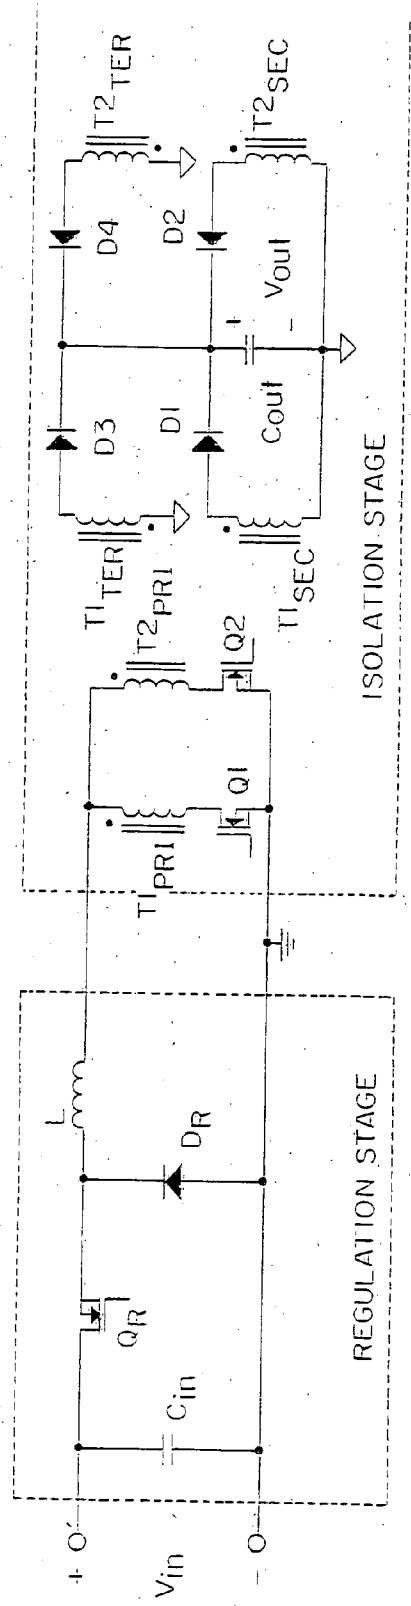 +
Vin
-
Cin
QR
DR
L
REGULATION STAGE
T1PRI
Q1
T2PRI
Q2
T1TER
T1SEC
D3
D1
Cout
+
-
Vout
D4
D2
T2TER
T2SEC
ISOLATION STAGE